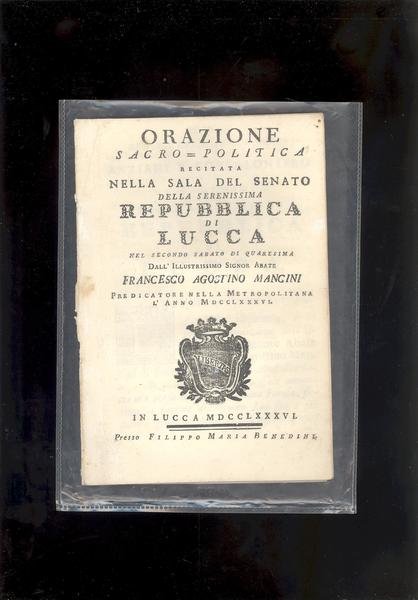 ORAZIONE
SACRO=POLITICA
RECITATA
NELLA SALA DEL SENATO
DELLA SERENISSIMA
REPUBBLICA
DI
LUCCA
NEL SECONDO SABATO DI QUARESIMA
DALL' ILLUSTRISSIMO SIGNOR ABATE
FRANCESCO AGOSTINO MANCINI
PREDICATORE NELLA METROPOLITANA
L' ANNO MDCCLXXXVI.
LIBERTAS
IN LUCCA MDCCLXXXVI.
Presso FILIPPO MARIA BENEDINI.